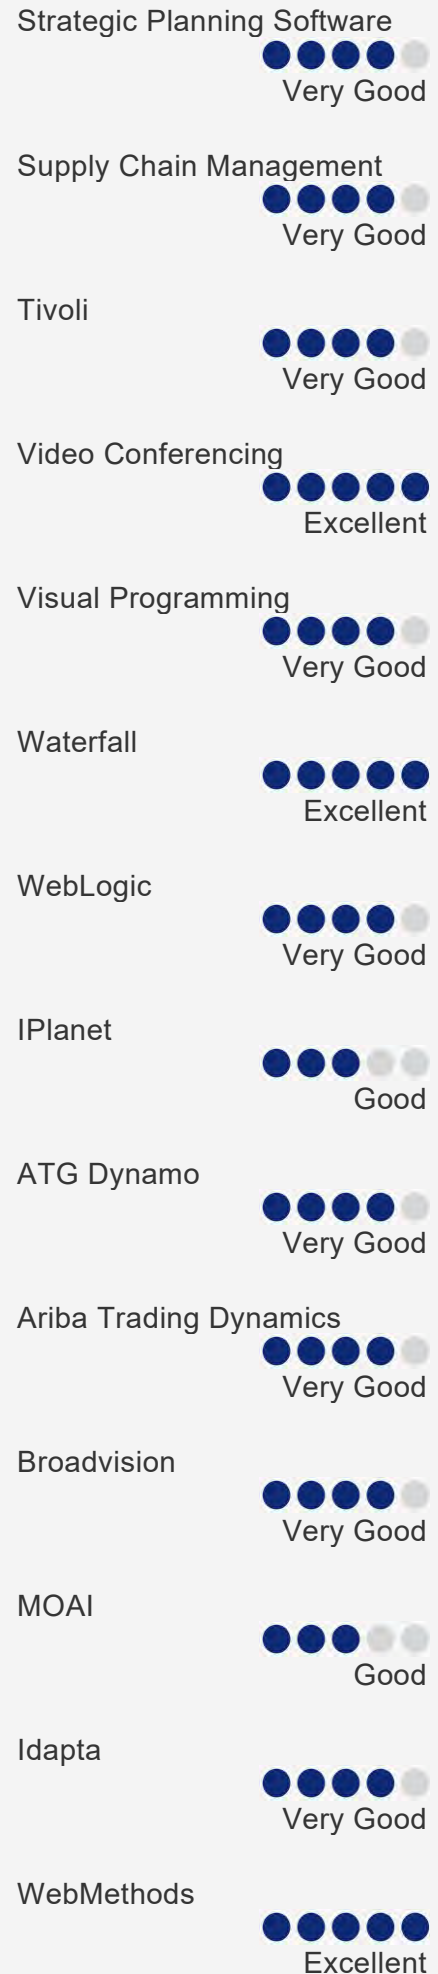 Strategic Planning Software
Very Good
Supply Chain Management
Very Good
Tivoli
Very Good
Video Conferencing
Excellent
Visual Programming
Very Good
Waterfall
Excellent
WebLogic
Very Good
IPlanet
Good
ATG Dynamo
Very Good
Ariba Trading Dynamics
Very Good
Broadvision
Very Good
MOAI
Good
Idapta
Very Good
WebMethods
Excellent